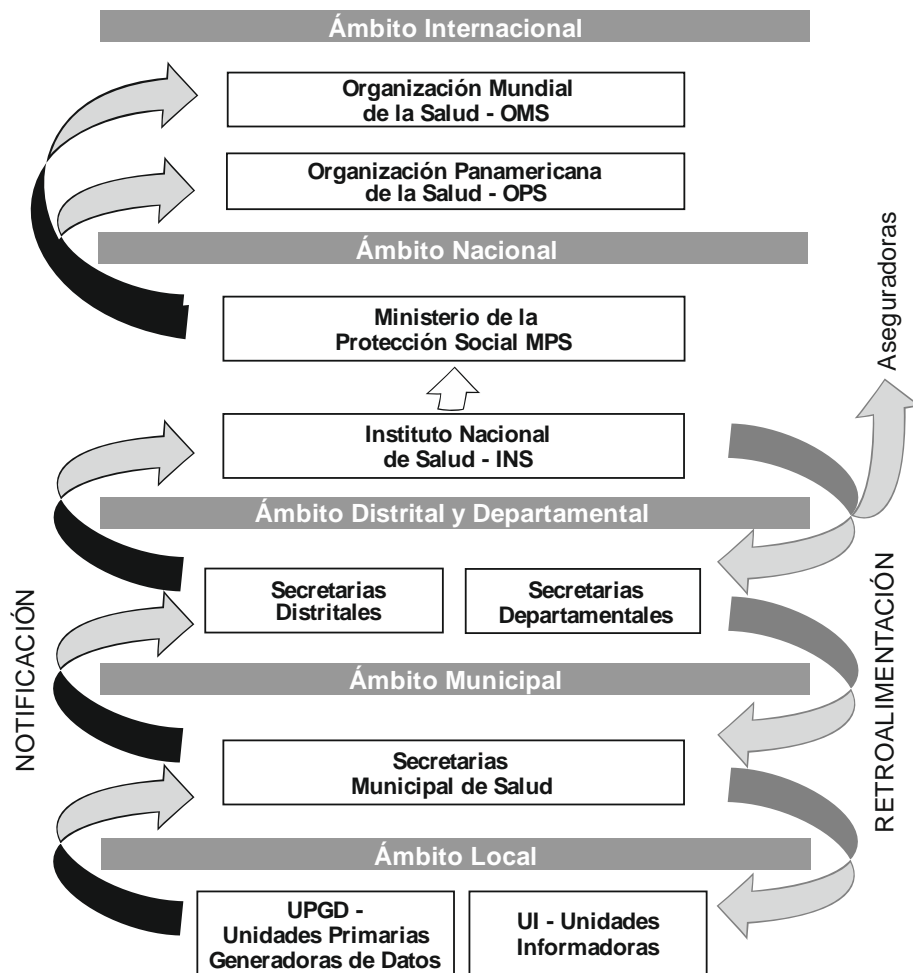 Ámbito Internacional
Organización Mundial
de la Salud - OMS
Organización Panamericana
de la Salud - OPS
Ámbito Nacional
Ministerio de la
Protección Social MPS
Aseguradoras
Instituto Nacional
de Salud - INS
Ámbito Distrital y Departamental
Secretarias
Distritales
Secretarias
Departamentales
NOTIFICACIÓN
RETROALIMENTACIÓN
Ámbito Municipal
Secretarias
Municipal de Salud
Ámbito Local
UPGD -
Unidades Primarias
Generadoras de Datos
UI - Unidades
Informadoras